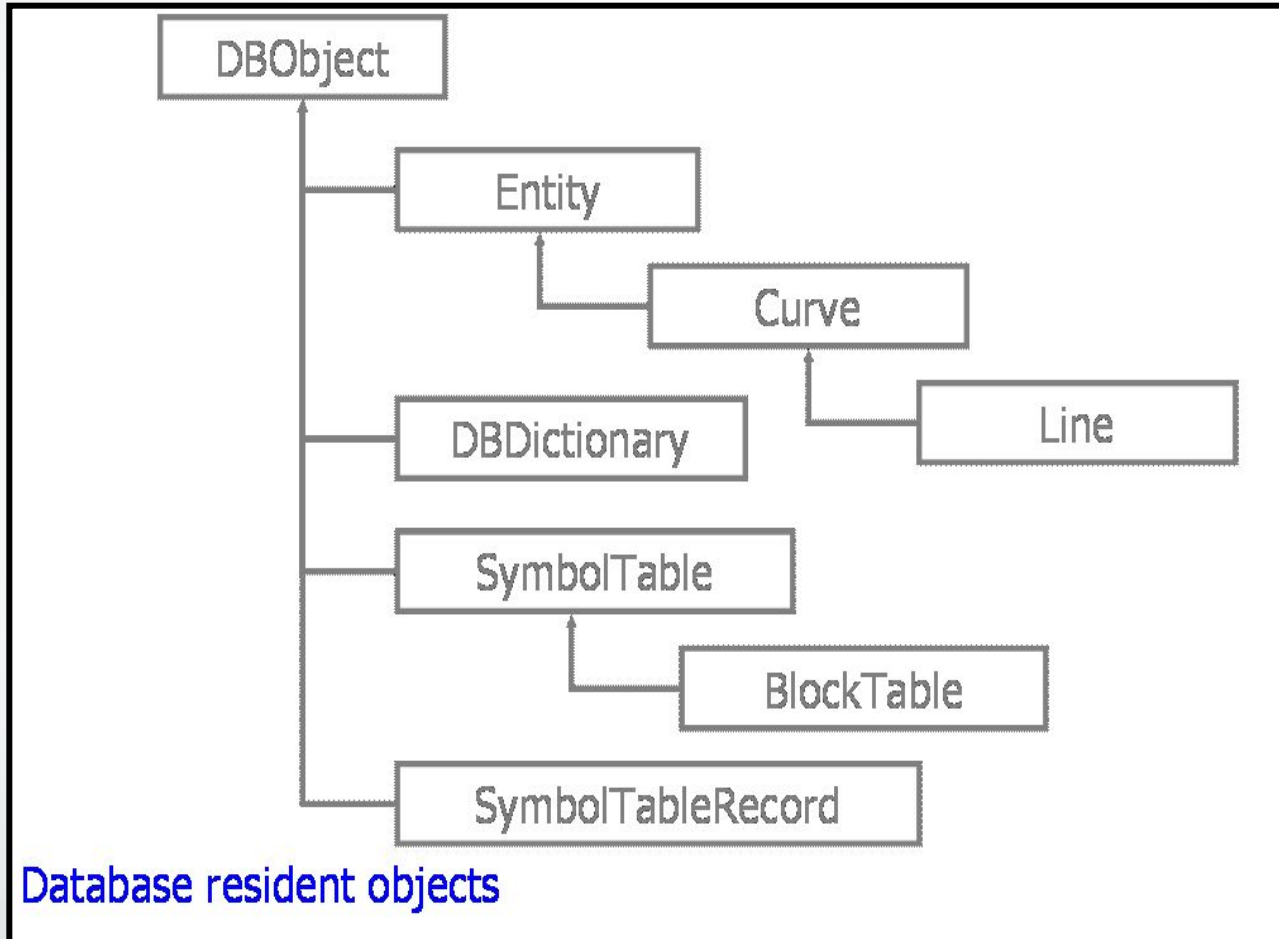 DBObject
Entity
Curve
DBDictionary
Line
SymbolTable
BlockTable
SymbolTableRecord
Database resident objects